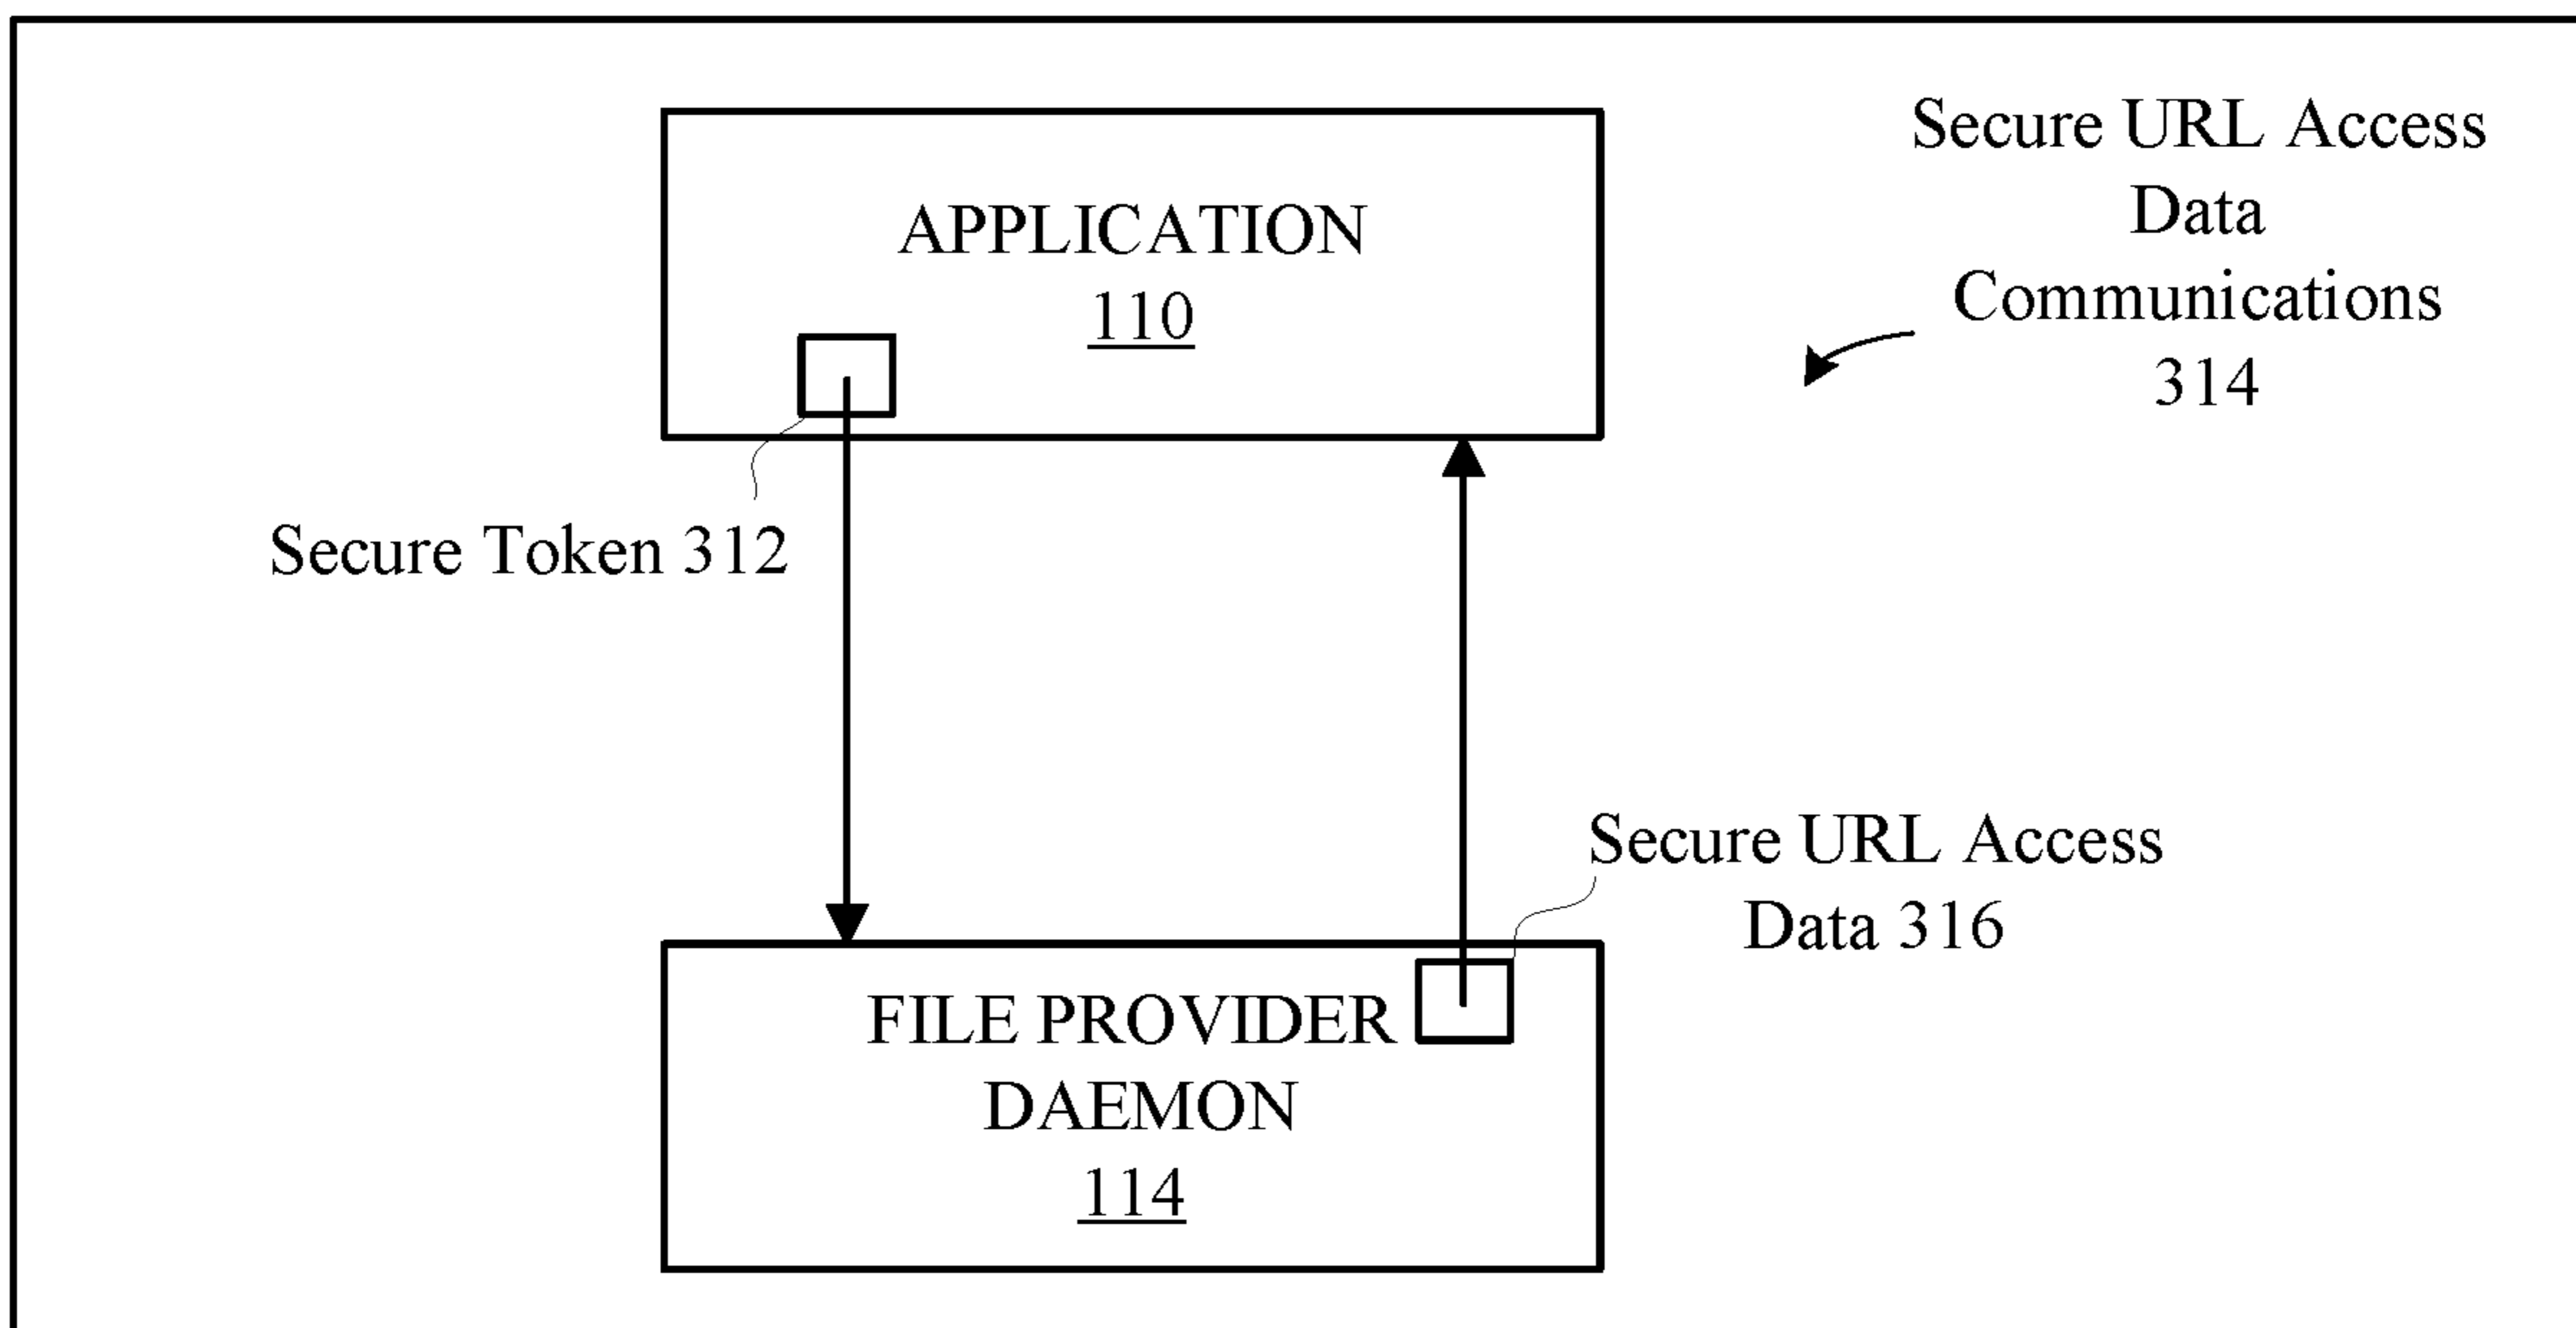 APPLICATION
110
Secure URL Access
Data
Communications
314
Secure Token 312
Secure URL Access
Data 316
FILE PROVIDER
DAEMON
114